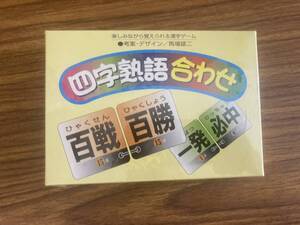 楽しみながら覚えられる漢字ゲーム
●考案・デザイン／馬場雄二
四字熟語合わせ
ひゃくせん
百戦
ひゃくしょう
百勝
一発
必中